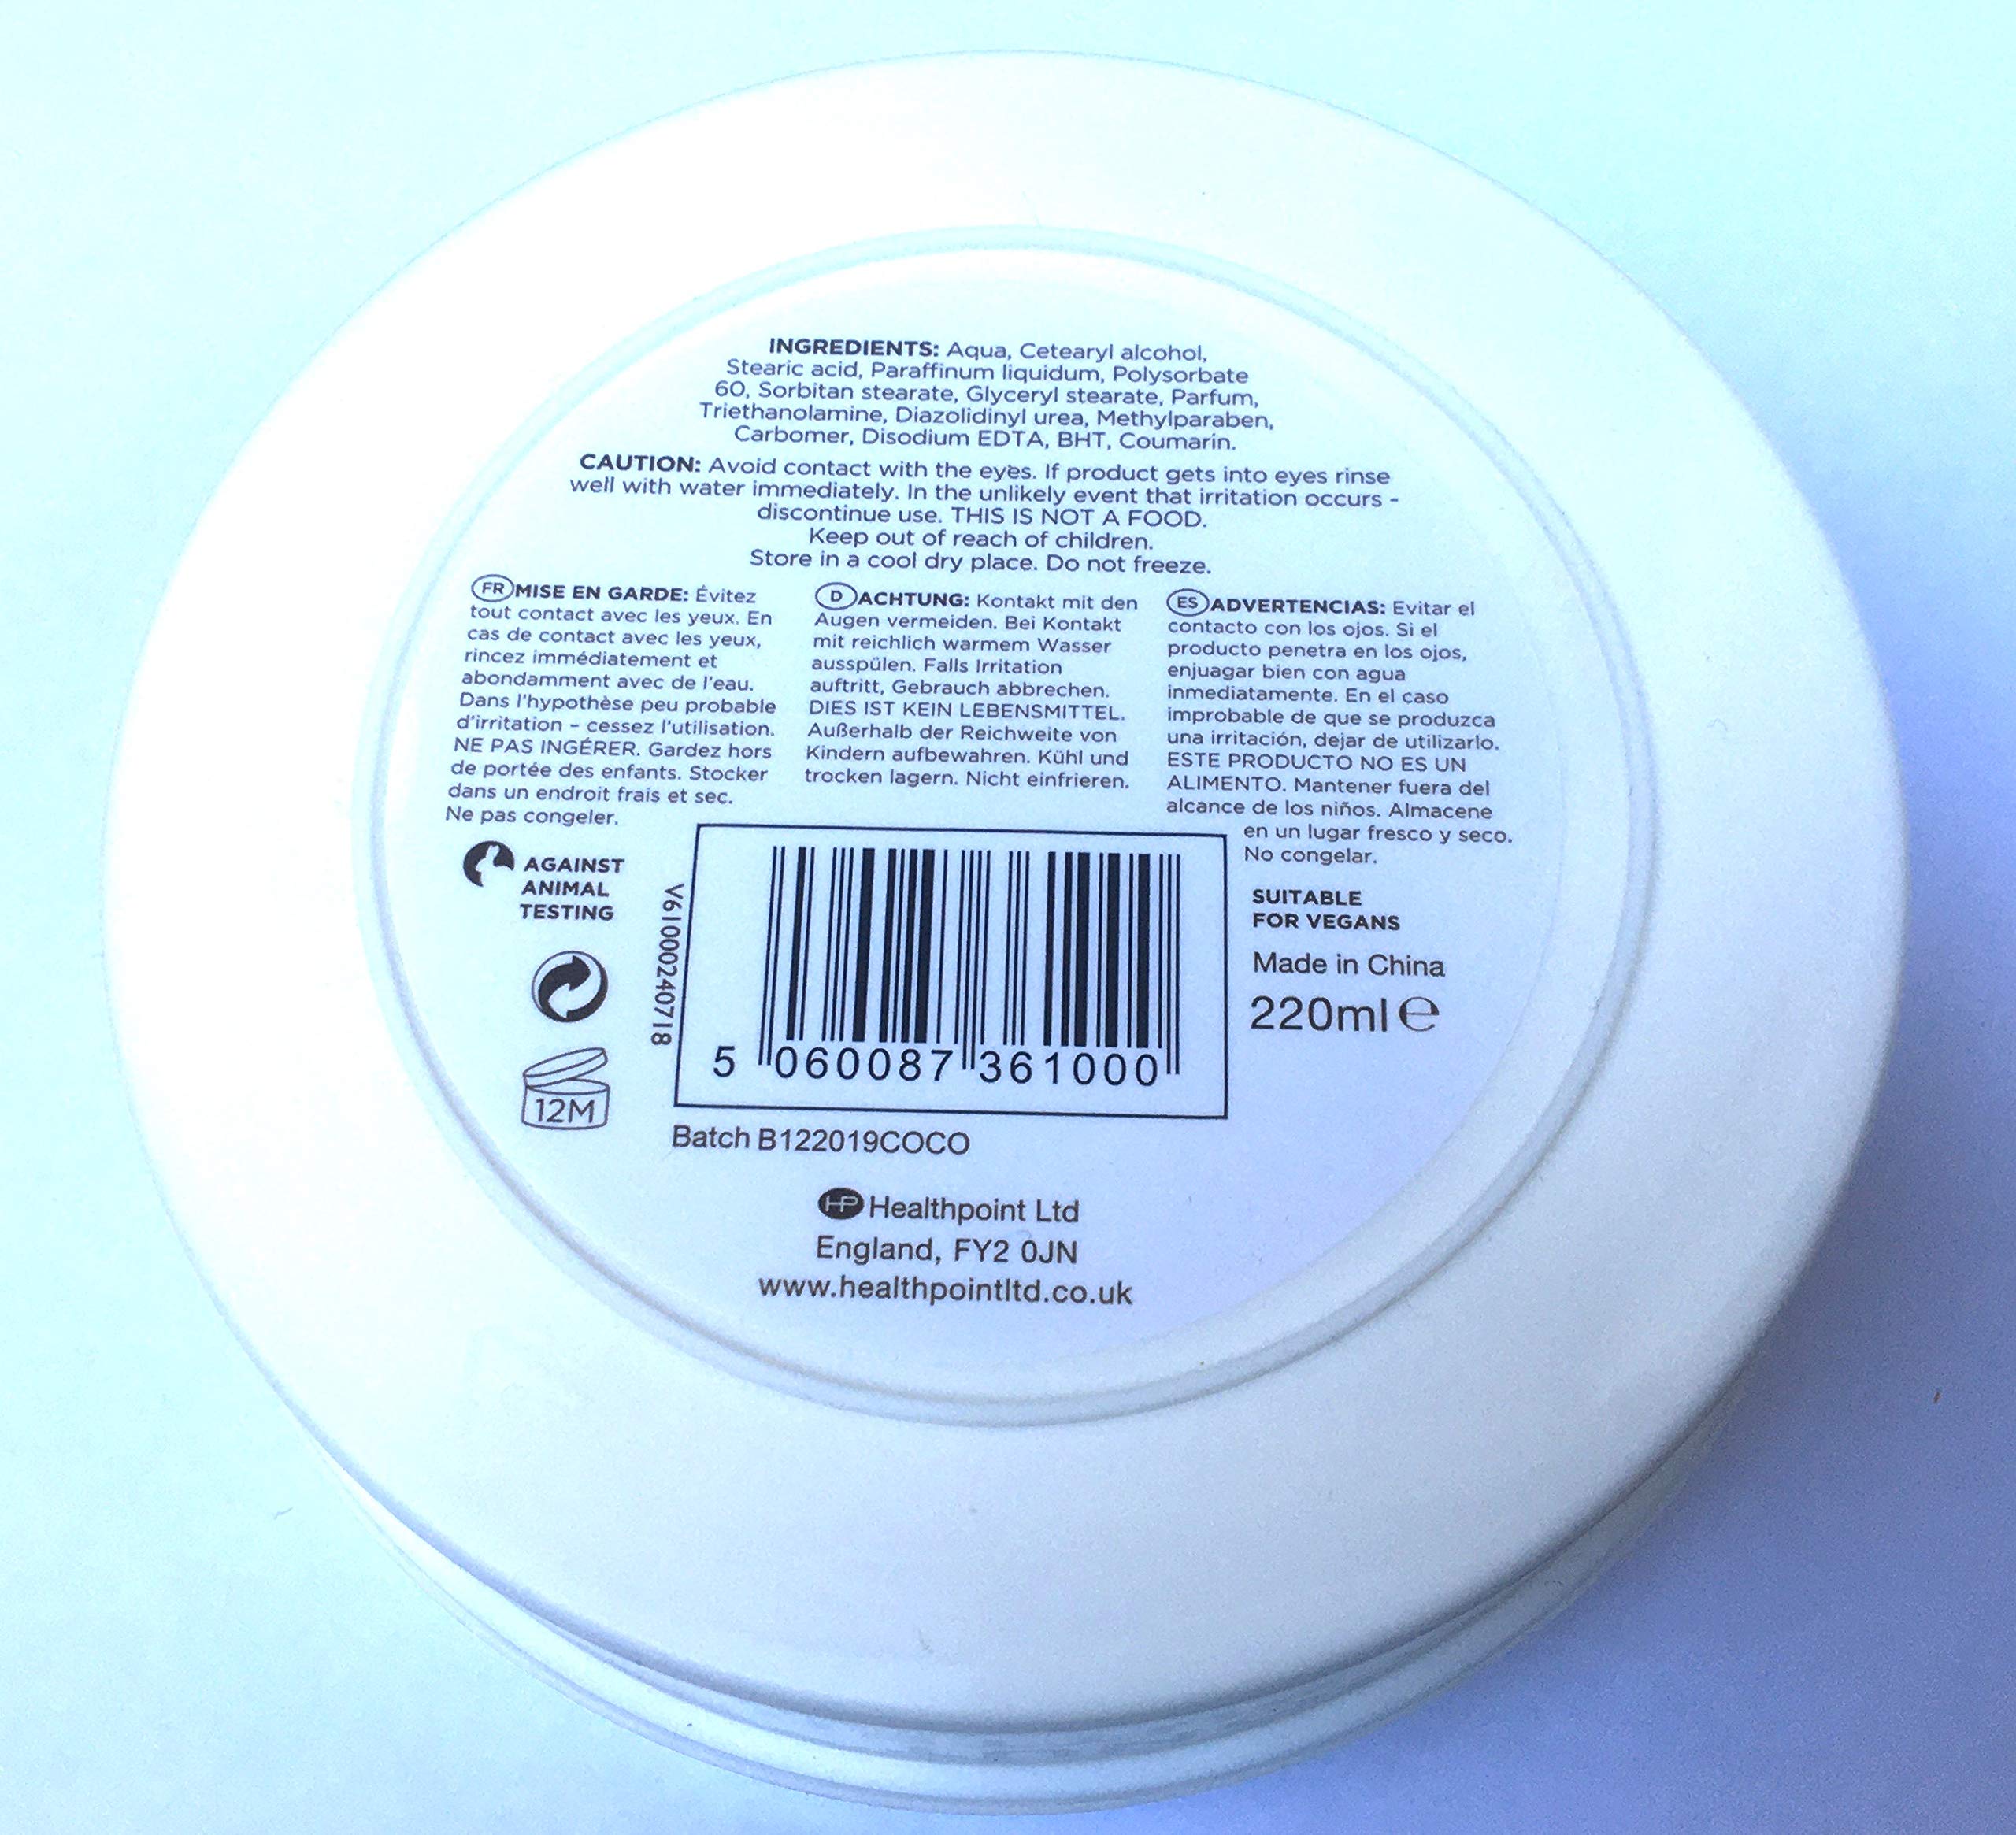 INGREDIENTS: Aqua, Cetearyl alcohol,
Stearic acid, Paraffinum liquidum, Polysorbate
60, Sorbitan stearate, Glyceryl stearate, Parfum,
Triethanolamine, Diazolidinyl urea, Methylparaben,
Carbomer, Disodium EDTA, BHT, Coumarin.
CAUTION: Avoid contact with the eyes. If product gets into eyes rinse
well with water immediately. In the unlikely event that irritation occurs -
discontinue use. THIS IS NOT A FOOD.
Keep out of reach of children.
Store in a cool dry place. Do not freeze.
FR MISE EN GARDE: Évitez
tout contact avec les yeux. En
cas de contact avec les yeux,
rincez immédiatement et
abondamment avec de l'eau.
Dans l'hypothèse peu probable
d'irritation – cessez l'utilisation.
NE PAS INGÉRER. Gardez hors
de portée des enfants. Stocker
dans un endroit frais et sec.
Ne pas congeler.
D ACHTUNG: Kontakt mit den
Augen vermeiden. Bei Kontakt
mit reichlich warmem Wasser
ausspülen. Falls Irritation
auftritt, Gebrauch abbrechen.
DIES IST KEIN LEBENSMITTEL.
Außerhalb der Reichweite von
Kindern aufbewahren. Kühl und
trocken lagern. Nicht einfrieren.
ES ADVERTENCIAS: Evitar el
contacto con los ojos. Si el
producto penetra en los ojos,
enjuagar bien con agua
inmediatamente. En el caso
improbable de que se produzca
una irritación, dejar de utilizarlo.
ESTE PRODUCTO NO ES UN
ALIMENTO. Mantener fuera del
alcance de los niños. Almacene
en un lugar fresco y seco.
No congelar.
AGAINST
ANIMAL
TESTING
12M
V61000240718
5 060087 361000
SUITABLE
FOR VEGANS
Made in China
220ml e
Batch B122019COCO
HP Healthpoint Ltd
England, FY2 0JN
www.healthpointltd.co.uk